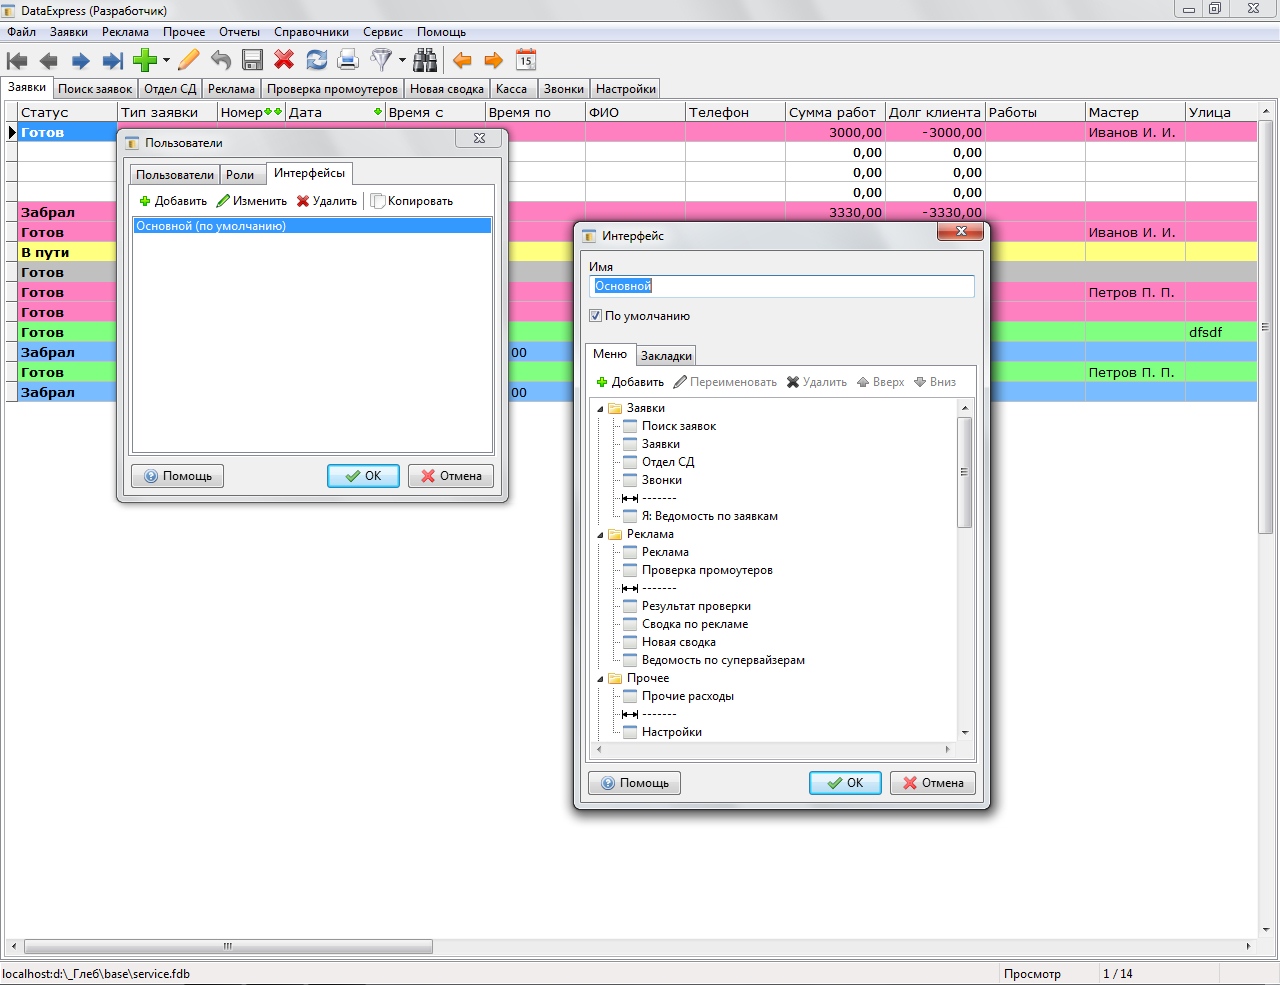 DataExpress (Разработчик)
Файл Заявки Реклама Прочее Отчеты Справочники Сервис Помощь
15
Заявки Поиск заявок Отдел СД Реклама Проверка промоутеров Новая сводка Касса Звонки Настройки
Статус Тип заявки Номер Дата Время с Время по ФИО Телефон Сумма работ Долг клиента Работы Мастер Улица
Готов 3000,00 -3000,00 Иванов И. И.
0,00 0,00
0,00 0,00
0,00 0,00
Забрал 3330,00 -3330,00
Готов Иванов И. И.
В пути
Готов
Готов Петров П. П.
Готов
Готов dfsdf
Забрал 00
Готов Петров П. П.
Забрал 00
Пользователи
Пользователи Роли Интерфейсы
Добавить Изменить Удалить Копировать
Основной (по умолчанию)
Помощь OK Отмена
Интерфейс
Имя
Основной
По умолчанию
Меню Закладки
Добавить Переименовать Удалить Вверх Вниз
Заявки
Поиск заявок
Заявки
Отдел СД
Звонки
-------
Я: Ведомость по заявкам
Реклама
Реклама
Проверка промоутеров
-------
Результат проверки
Сводка по рекламе
Новая сводка
Ведомость по супервайзерам
Прочее
Прочие расходы
-------
Настройки
Помощь OK Отмена
localhost:d:\_Глеб\base\service.fdb Просмотр 1 / 14